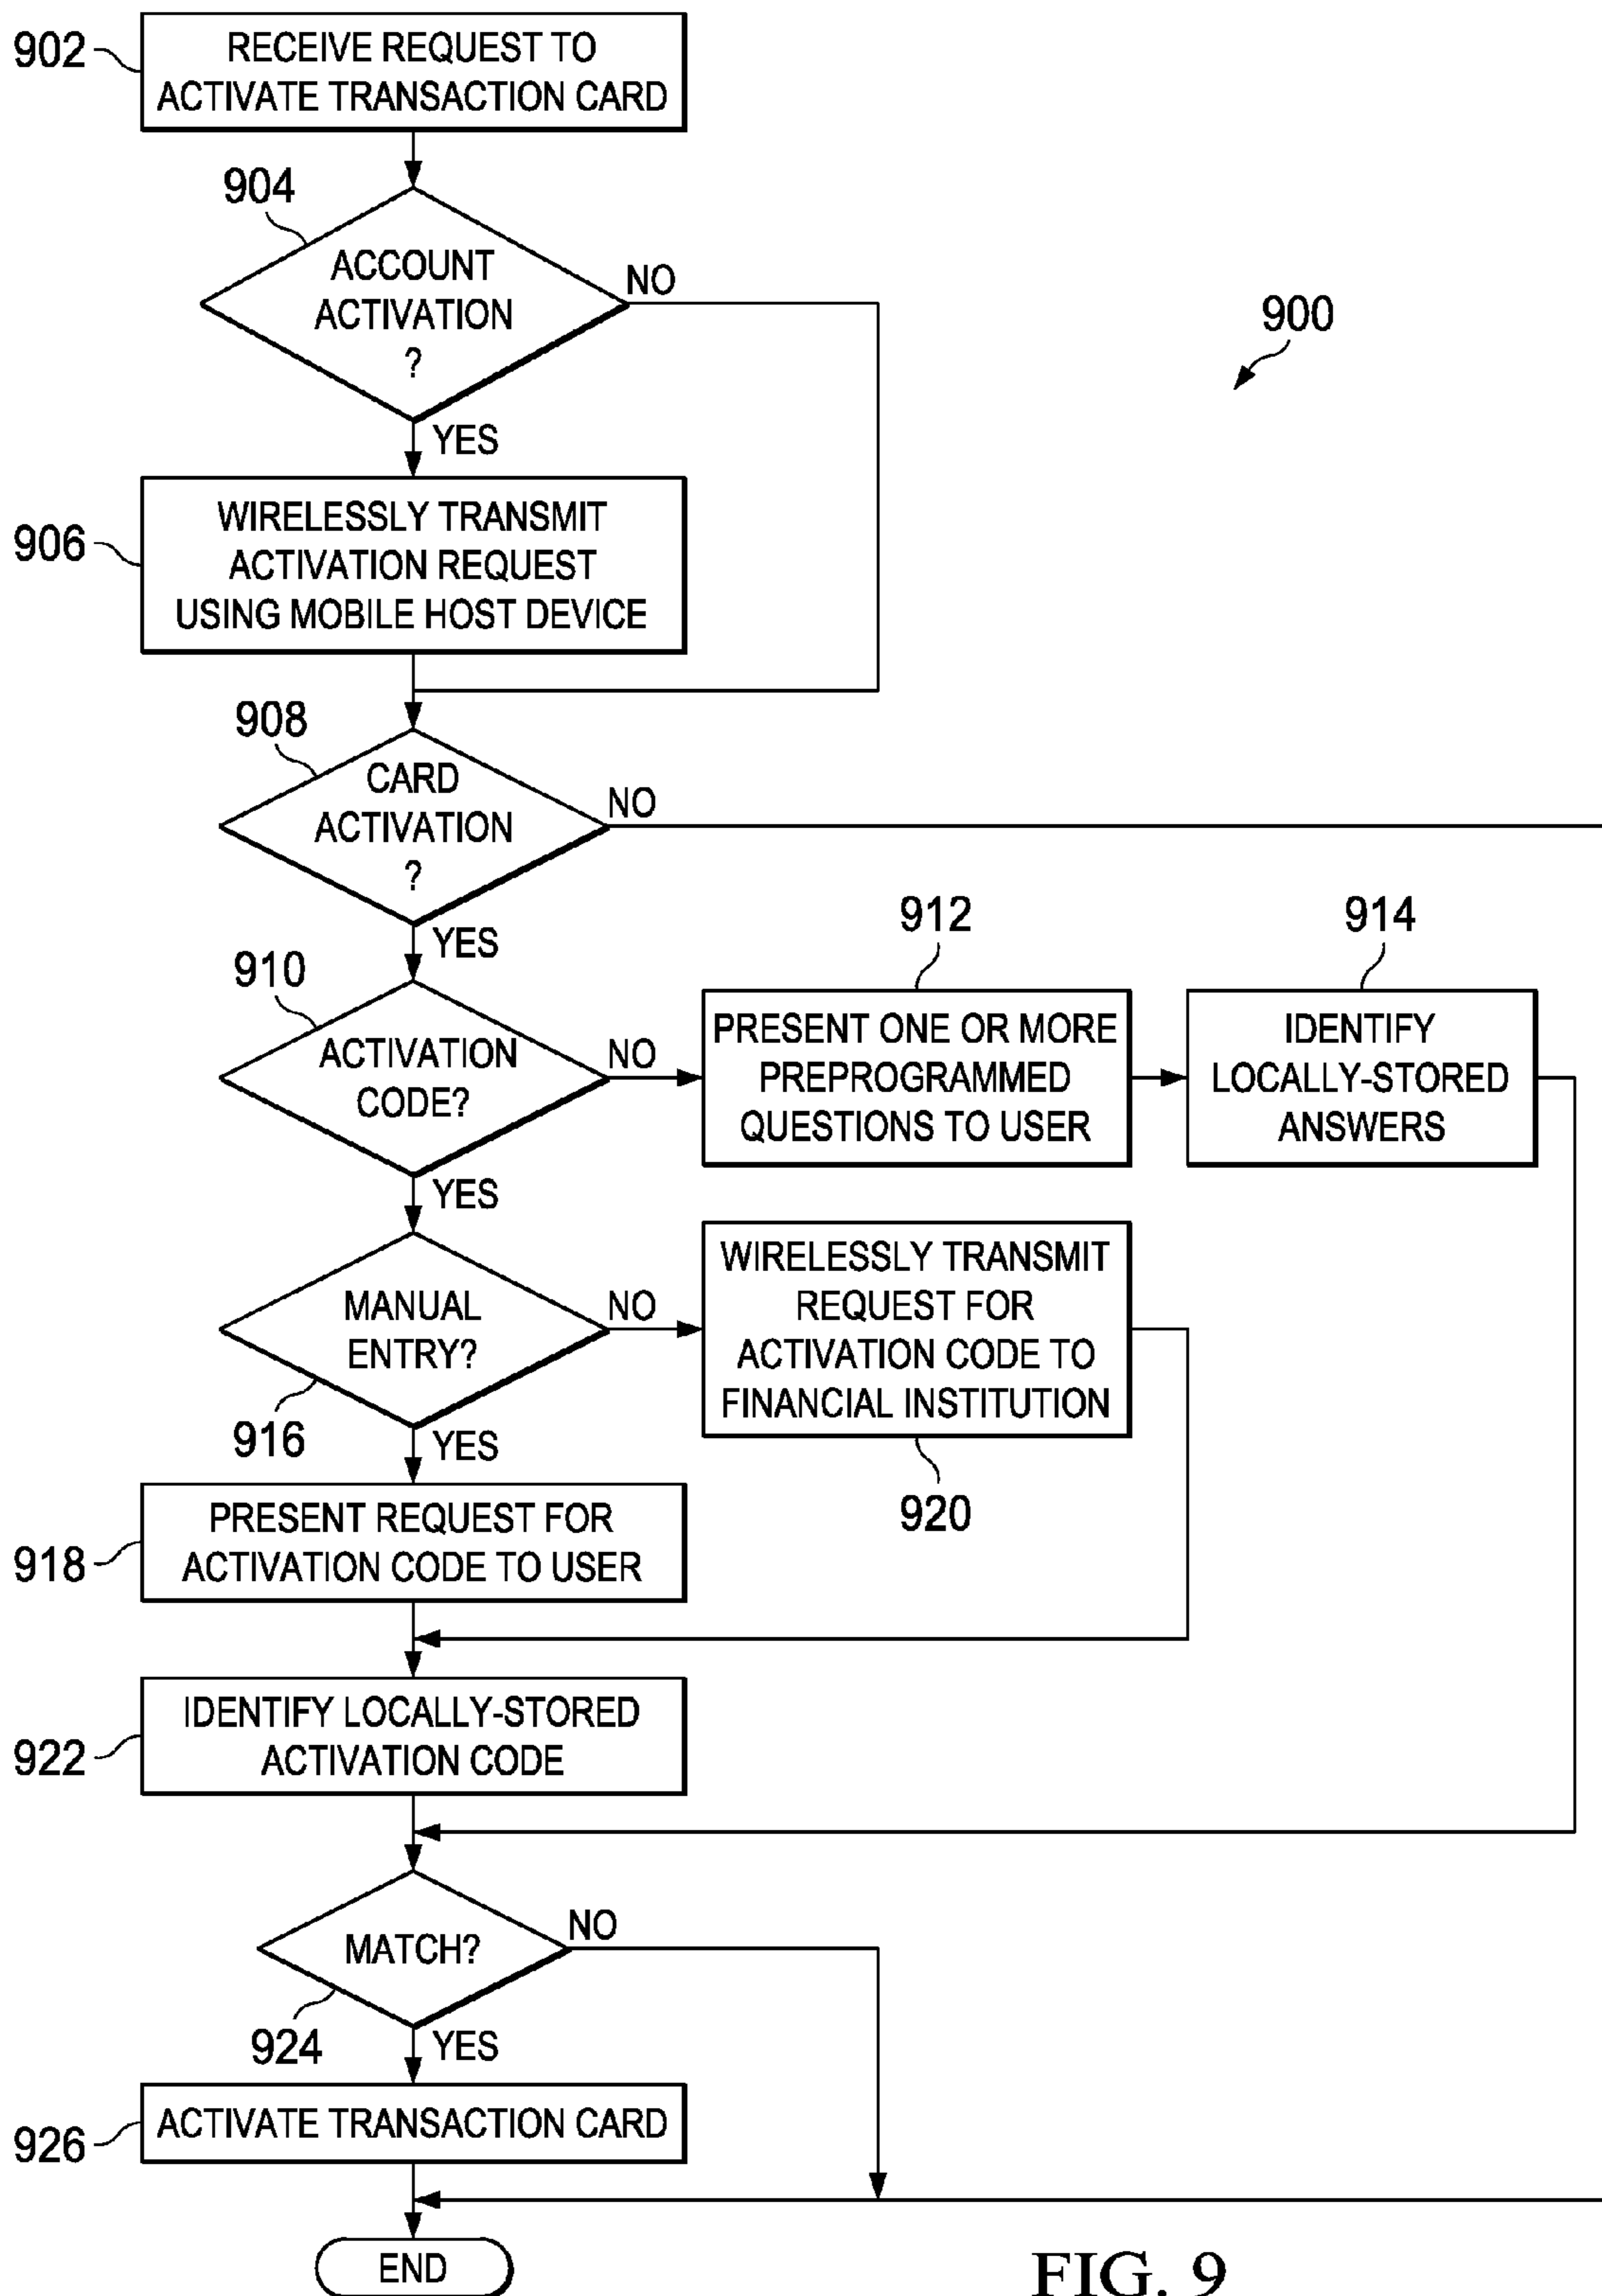 902
RECEIVE REQUEST TO
ACTIVATE TRANSACTION CARD
904
ACCOUNT
ACTIVATION
?
NO
900
YES
906
WIRELESSLY TRANSMIT
ACTIVATION REQUEST
USING MOBILE HOST DEVICE
908
CARD
ACTIVATION
?
NO
YES
910
ACTIVATION
CODE?
NO
912
PRESENT ONE OR MORE
PREPROGRAMMED
QUESTIONS TO USER
914
IDENTIFY
LOCALLY-STORED
ANSWERS
YES
MANUAL
ENTRY?
916
NO
WIRELESSLY TRANSMIT
REQUEST FOR
ACTIVATION CODE TO
FINANCIAL INSTITUTION
920
YES
918
PRESENT REQUEST FOR
ACTIVATION CODE TO USER
922
IDENTIFY LOCALLY-STORED
ACTIVATION CODE
MATCH?
NO
924
YES
926
ACTIVATE TRANSACTION CARD
END
FIG. 9